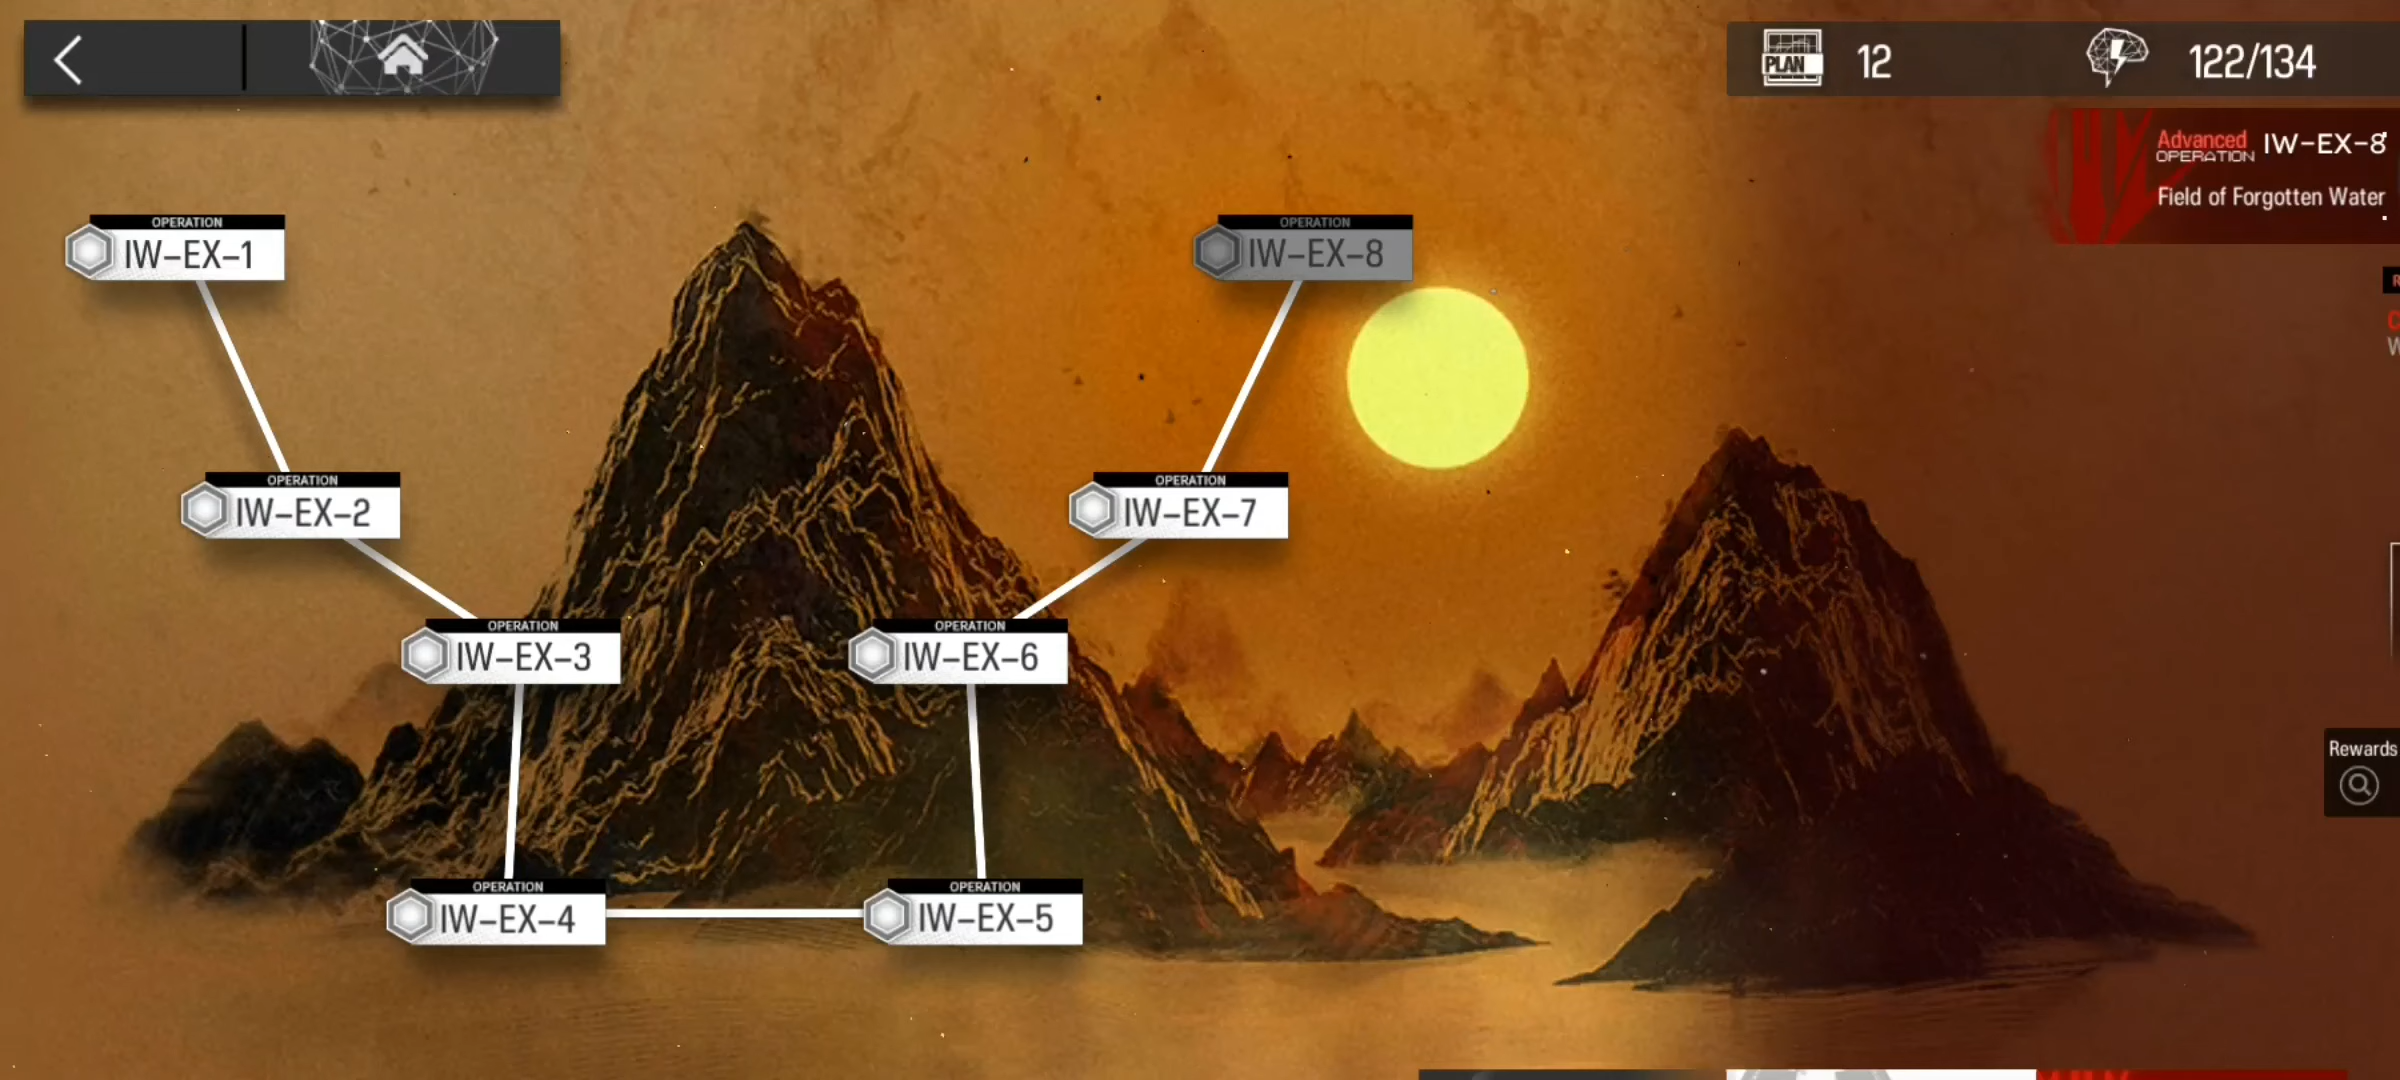 PLAN
12
122/134
Advanced
OPERATION
IW-EX-8
Field of Forgotten Water
OPERATION
IW-EX-1
OPERATION
IW-EX-8
OPERATION
IW-EX-2
OPERATION
IW-EX-7
OPERATION
IW-EX-3
OPERATION
IW-EX-6
Rewards
OPERATION
IW-EX-4
OPERATION
IW-EX-5